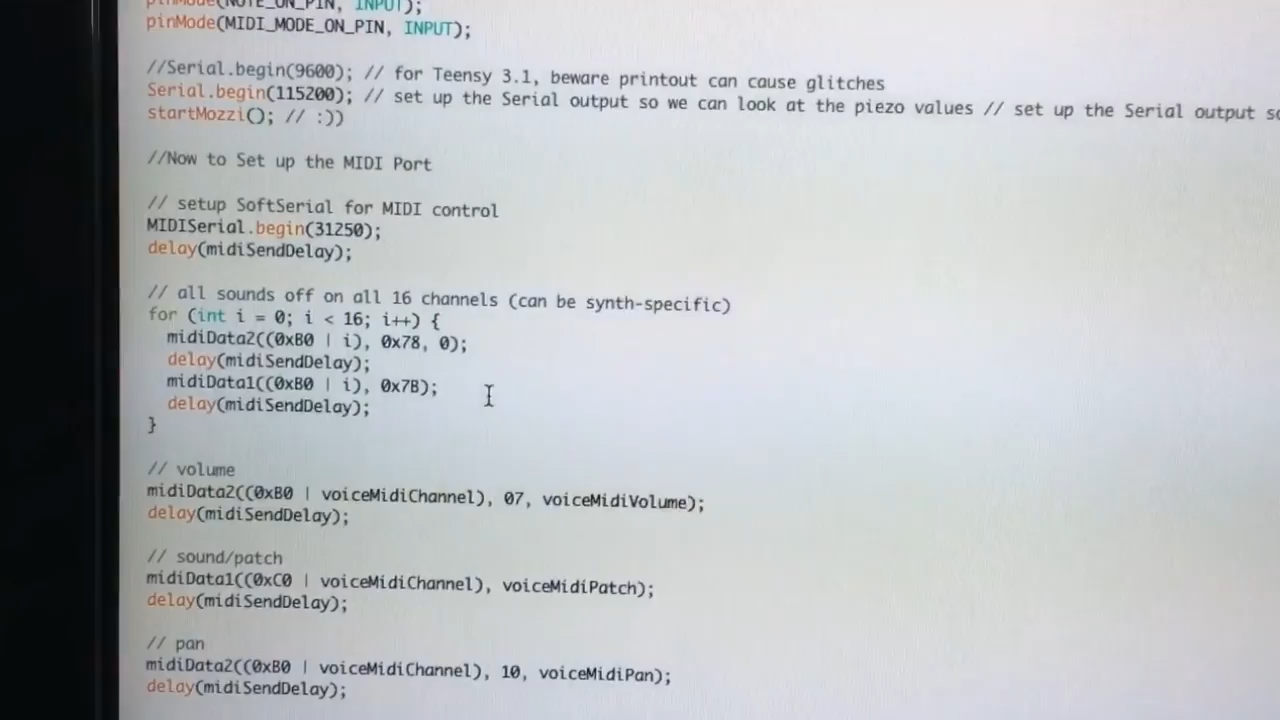 pinMode(NOTE_ON_PIN, INPUT);
pinMode(MIDI_MODE_ON_PIN, INPUT);
//Serial.begin(9600); // for Teensy 3.1, beware printout can cause glitches
Serial.begin(115200); // set up the Serial output so we can look at the piezo values // set up the Serial output so
startMozzi(); // :))
//Now to Set up the MIDI Port
// setup SoftSerial for MIDI control
MIDISerial.begin(31250);
delay(midiSendDelay);
// all sounds off on all 16 channels (can be synth-specific)
for (int i = 0; i < 16; i++) {
midiData2((0xB0 | i), 0x78, 0);
delay(midiSendDelay);
midiData1((0xB0 | i), 0x7B);
delay(midiSendDelay);
}
// volume
midiData2((0xB0 | voiceMidiChannel), 07, voiceMidiVolume);
delay(midiSendDelay);
// sound/patch
midiData1((0xC0 | voiceMidiChannel), voiceMidiPatch);
delay(midiSendDelay);
// pan
midiData2((0xB0 | voiceMidiChannel), 10, voiceMidiPan);
delay(midiSendDelay);